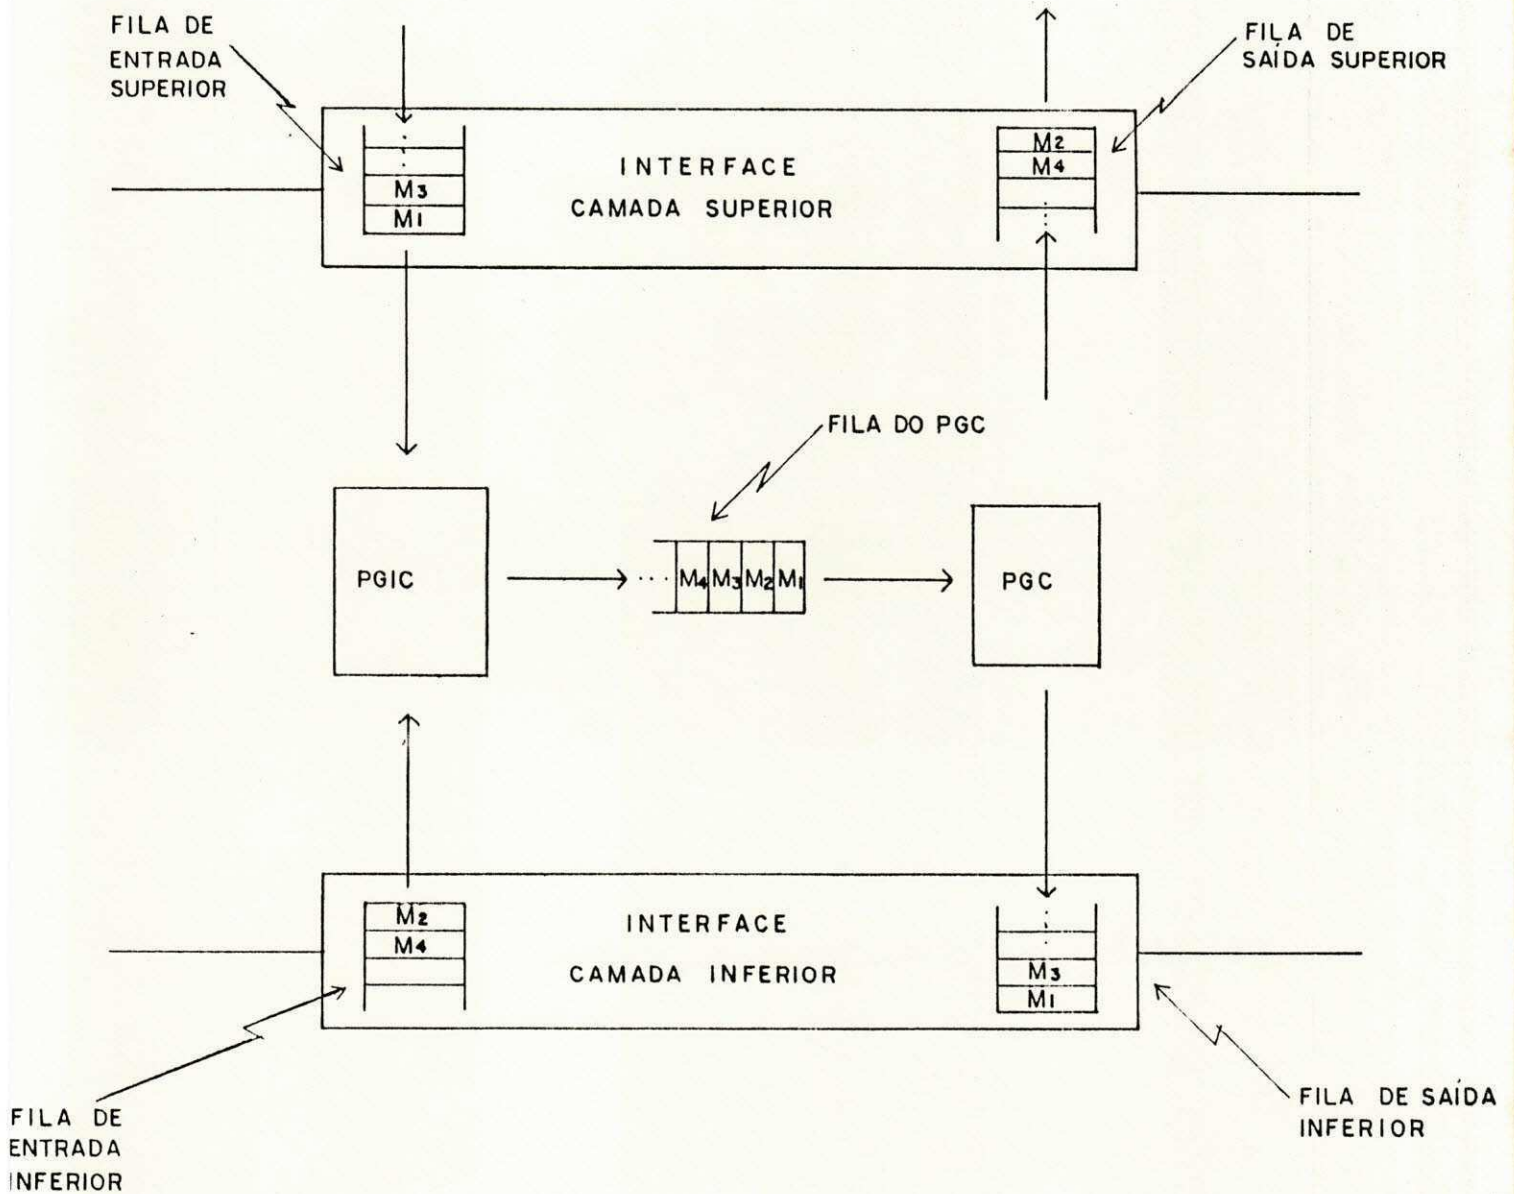 FILA DE
ENTRADA
SUPERIOR
FILA DE
SAÍDA SUPERIOR
M3
M1
INTERFACE
CAMADA SUPERIOR
M2
M4
FILA DO PGC
PGIC
... M4 M3 M2 M1
PGC
M2
M4
INTERFACE
CAMADA INFERIOR
M3
M1
FILA DE
ENTRADA
INFERIOR
FILA DE SAÍDA
INFERIOR